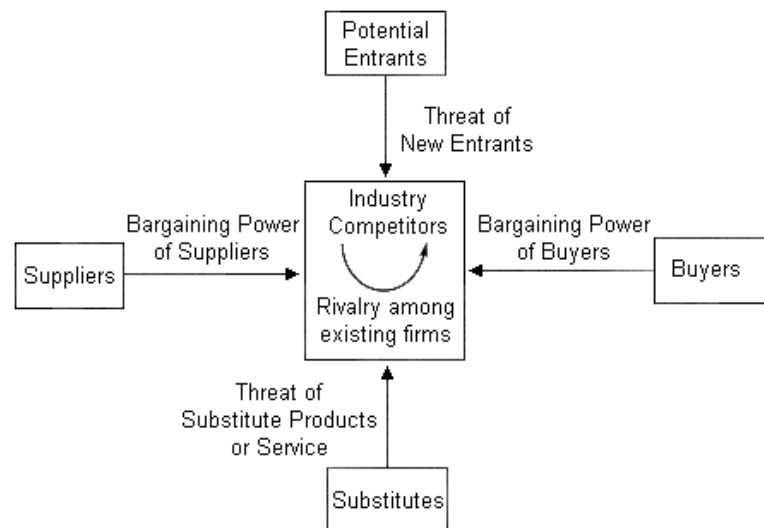 Potential
Entrants
Threat of
New Entrants
Industry
Competitors
Bargaining Power
of Suppliers
Bargaining Power
of Buyers
Suppliers
Buyers
Rivalry among
existing firms
Threat of
Substitute Products
or Service
Substitutes